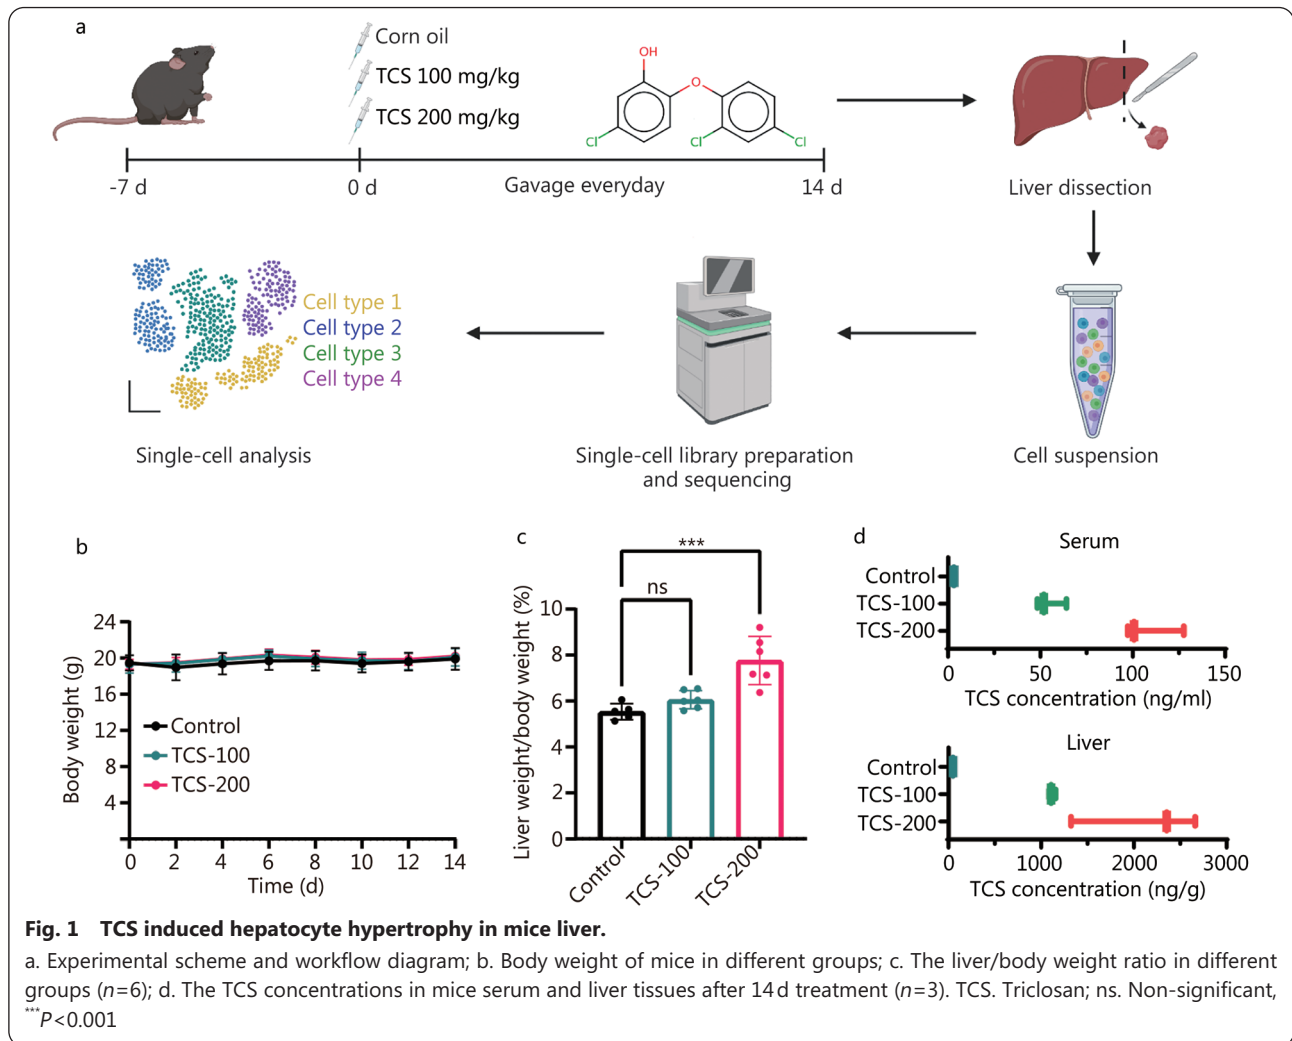 a
Corn oil
TCS 100 mg/kg
TCS 200 mg/kg
OH
O
Cl
Cl
Cl
-7 d
0 d
Gavage everyday
14 d
Liver dissection
Cell type 1
Cell type 2
Cell type 3
Cell type 4
Single-cell analysis
Single-cell library preparation
and sequencing
Cell suspension
b
Body weight (g)
24
20
16
12
8
4
Control
TCS-100
TCS-200
0 2 4 6 8 10 12 14
Time (d)
c
Liver weight/body weight (%)
***
ns
10
8
6
4
2
0
Control
TCS-100
TCS-200
d
Serum
Control
TCS-100
TCS-200
0 50 100 150
TCS concentration (ng/ml)
Liver
Control
TCS-100
TCS-200
0 1000 2000 3000
TCS concentration (ng/g)
Fig. 1 TCS induced hepatocyte hypertrophy in mice liver.
a. Experimental scheme and workflow diagram; b. Body weight of mice in different groups; c. The liver/body weight ratio in different
groups (n=6); d. The TCS concentrations in mice serum and liver tissues after 14 d treatment (n=3). TCS. Triclosan; ns. Non-significant,
***P<0.001